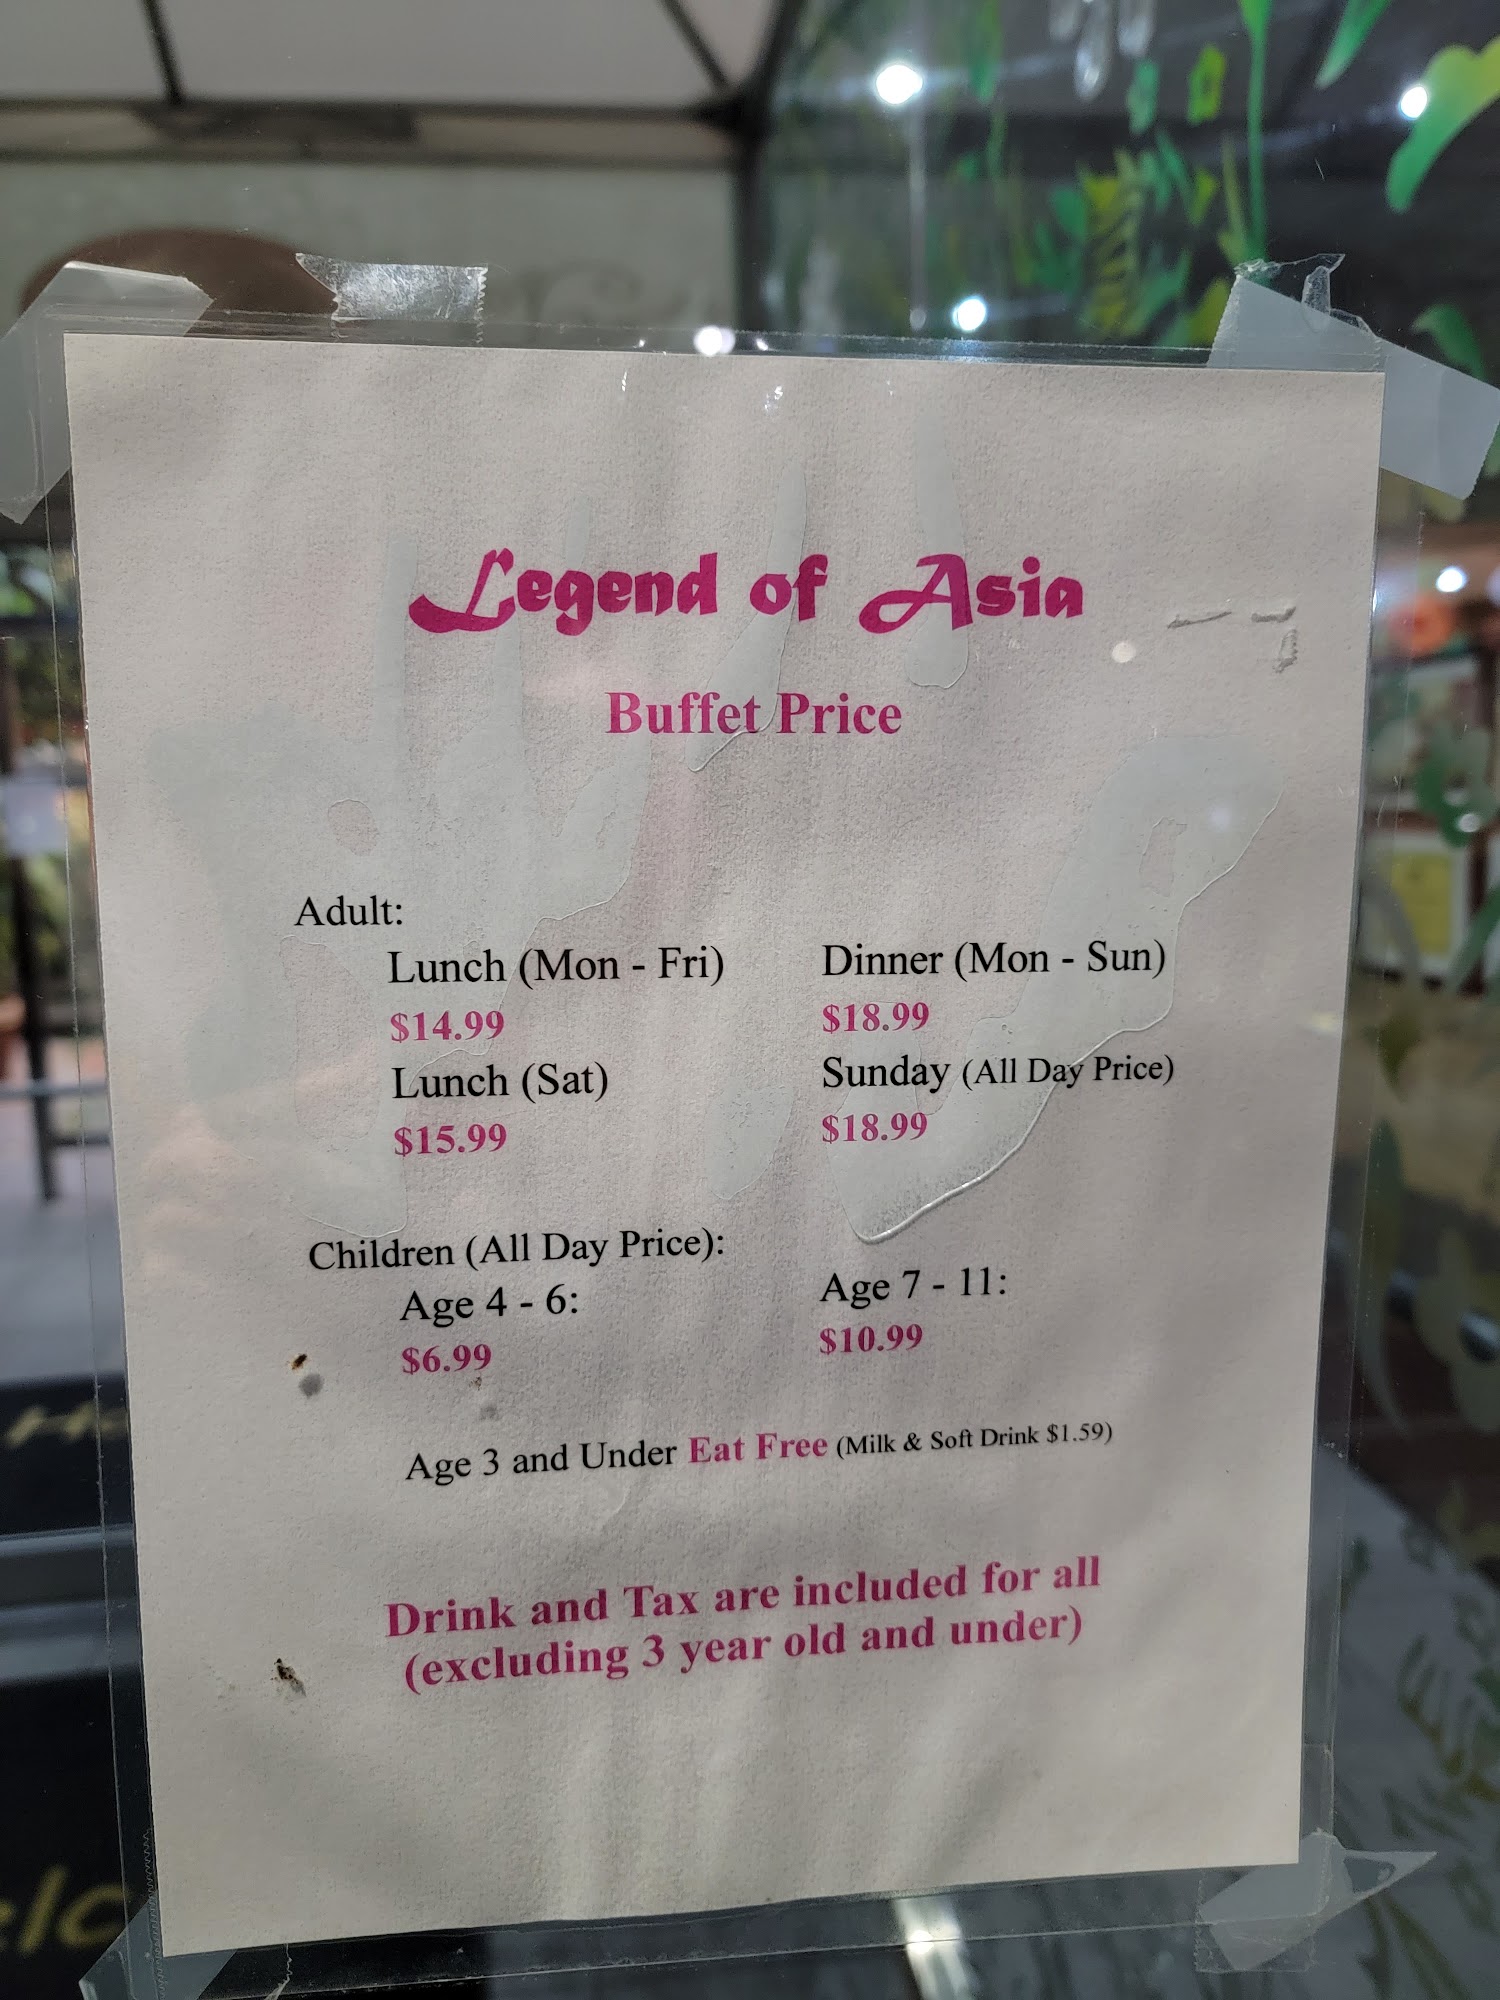 Legend of Asia
Buffet Price
Adult:
Lunch (Mon - Fri)
$14.99
Lunch (Sat)
$15.99
Dinner (Mon - Sun)
$18.99
Sunday (All Day Price)
$18.99
Children (All Day Price):
Age 4 - 6:
$6.99
Age 7 - 11:
$10.99
Age 3 and Under Eat Free (Milk & Soft Drink $1.59)
Drink and Tax are included for all
(excluding 3 year old and under)